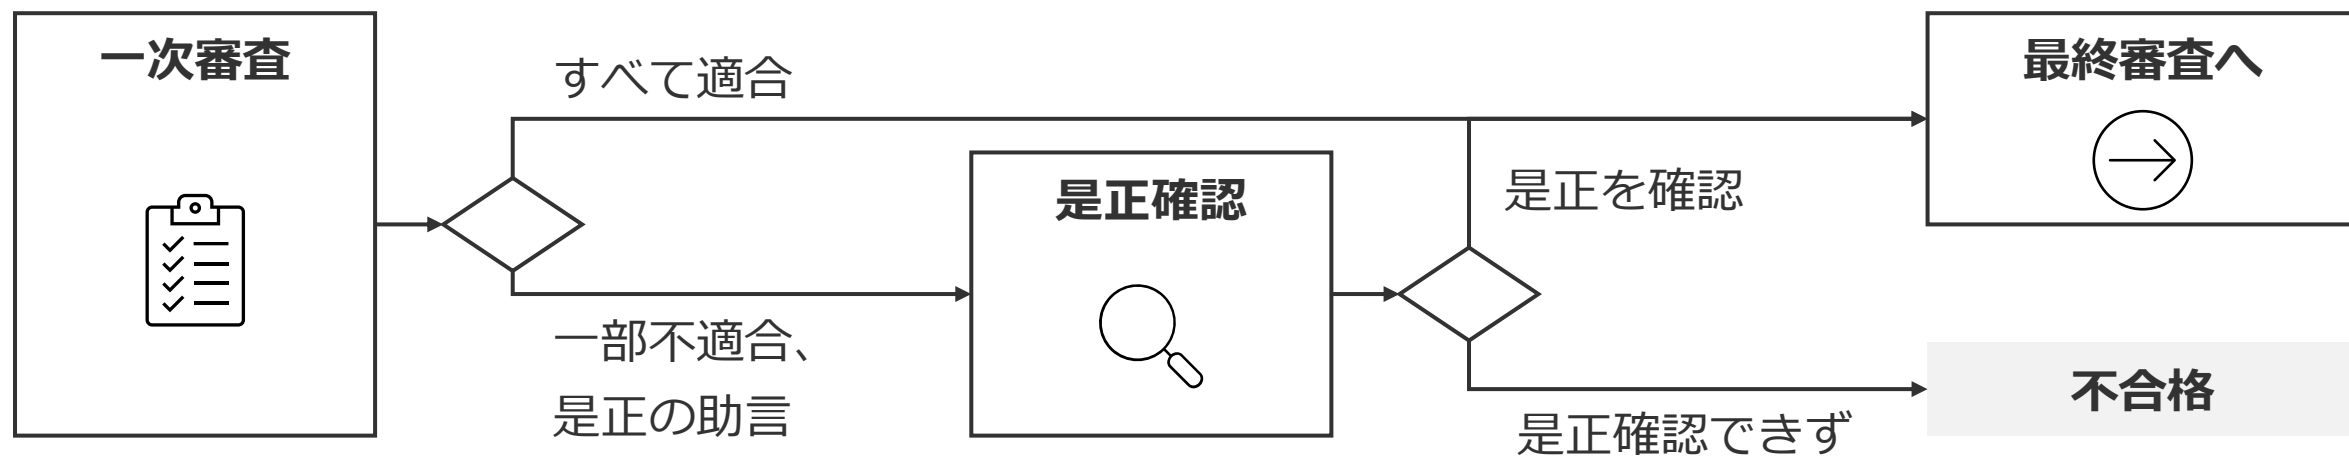 一次審査
すべて適合
一部不適合、
是正の助言
是正確認
是正を確認
是正確認できず
最終審査へ
不合格